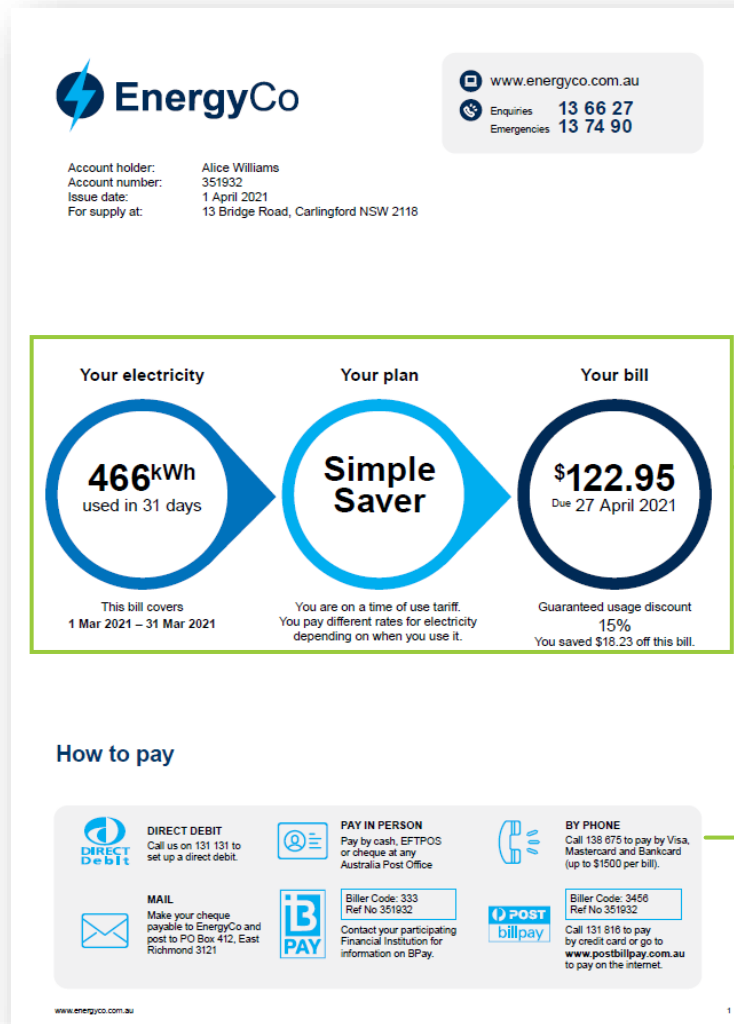 EnergyCo
www.energyco.com.au
Enquiries 13 66 27
Emergencies 13 74 90
Account holder: Alice Williams
Account number: 351932
Issue date: 1 April 2021
For supply at: 13 Bridge Road, Carlingford NSW 2118
Your electricity
466kWh
used in 31 days
This bill covers
1 Mar 2021 – 31 Mar 2021
Your plan
Simple
Saver
You are on a time of use tariff.
You pay different rates for electricity
depending on when you use it.
Your bill
$122.95
Due 27 April 2021
Guaranteed usage discount
15%
You saved $18.23 off this bill.
How to pay
DIRECT
Debit
DIRECT DEBIT
Call us on 131 131 to
set up a direct debit.
PAY IN PERSON
Pay by cash, EFTPOS
or cheque at any
Australia Post Office
BY PHONE
Call 138 675 to pay by Visa,
Mastercard and Bankcard
(up to $1500 per bill).
MAIL
Make your cheque
payable to EnergyCo and
post to PO Box 412, East
Richmond 3121
B
PAY
Biller Code: 333
Ref No 351932
Contact your participating
Financial Institution for
information on BPay.
POST
billpay
Biller Code: 3456
Ref No 351932
Call 131 816 to pay
by credit card or go to
www.postbillpay.com.au
to pay on the internet.
www.energyco.com.au
1